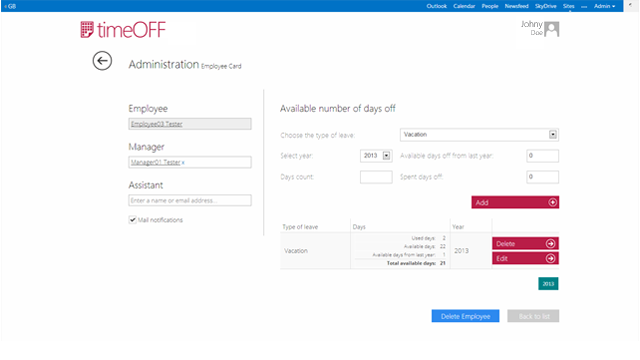 GB
Outlook Calendar People Newsfeed SkyDrive Sites ... Admin
timeOFF
Johny
Doe
Administration Employee Card
Employee
Employee03 Tester
Manager
Manager01 Tester x
Assistant
Enter a name or email address...
Mail notifications
Available number of days off
Choose the type of leave:
Vacation
Select year:
2013
Available days off from last year:
0
Days count:
Spent days off:
0
Add
Type of leave Days Year
Vacation
Used days: 2
Available days: 22
Available days from last year: 1
Total available days: 21
2013
Delete
Edit
2013
Delete Employee
Back to list